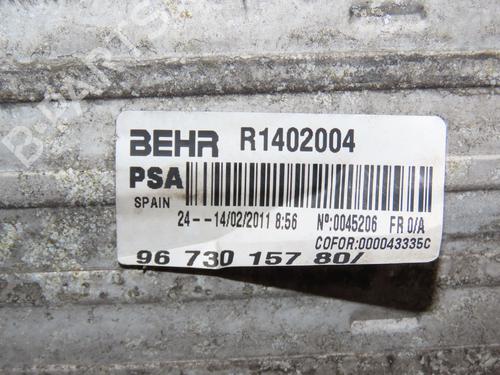 BEHR R1402004
PSA
SPAIN
24 - -14/02/2011 8:56 Nº:0045206 FR 0/A
COFOR:000043335C
96 730 157 80/
B-PARTS